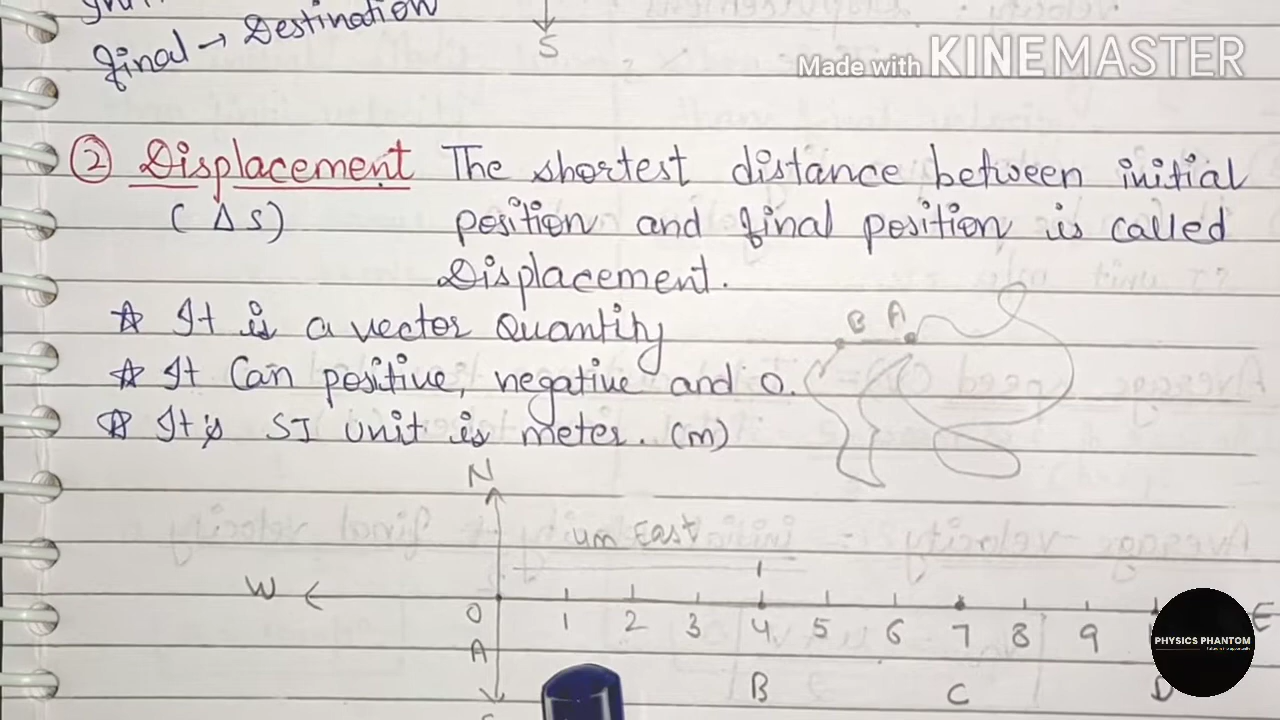 final → Destination
S
Made with KINEMASTER
② Displacement The shortest distance between initial
(Δs) position and final position is called
Displacement.
☆ It is a vector Quantity
B A
☆ It Can positive, negative and 0.
☆ It's SI unit is meter. (m)
N
4m East
W
E
O 1 2 3 4 5 6 7 8 9
A
B C D
PHYSICS PHANTOM